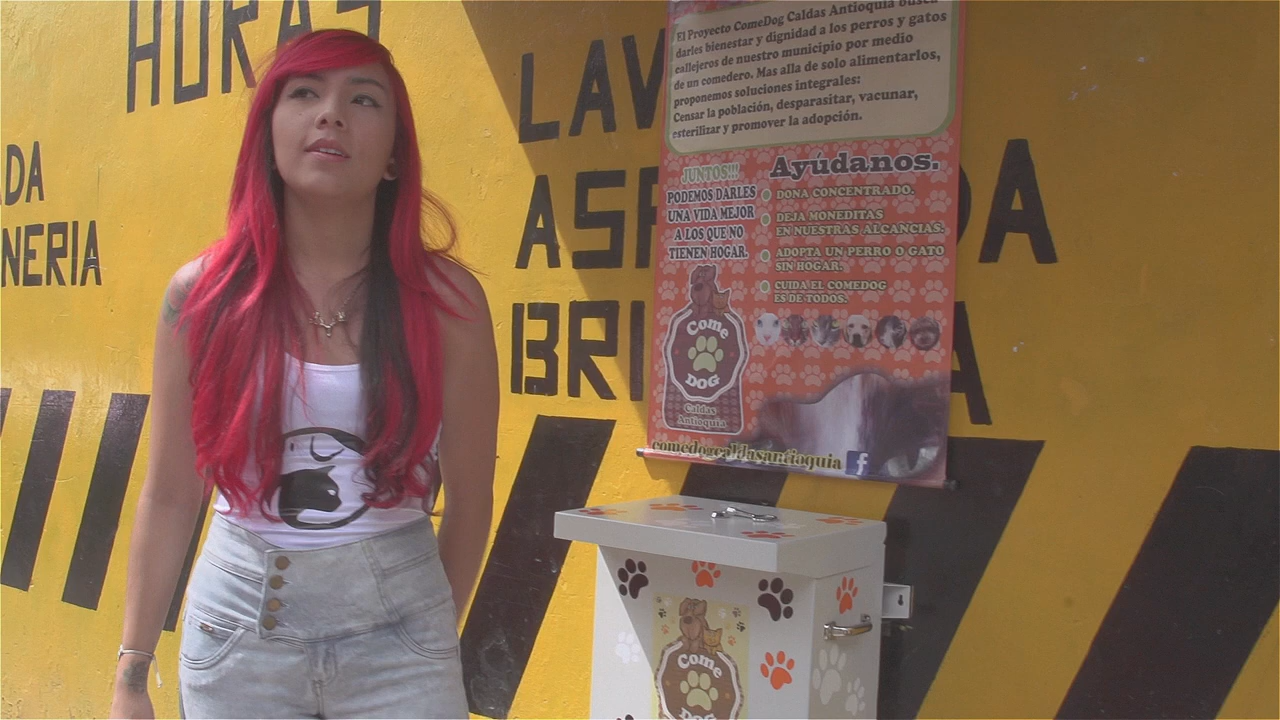 HORAS
LAV
ADA
NERIA
ASP
DA
BRI
A
El Proyecto ComeDog Caldas Antioquia busca
darles bienestar y dignidad a los perros y gatos
callejeros de nuestro municipio por medio
de un comedero. Mas alla de solo alimentarlos,
proponemos soluciones integrales:
Censar la población, desparasitar, vacunar,
esterilizar y promover la adopción.
JUNTOS!!!
PODEMOS DARLES
UNA VIDA MEJOR
A LOS QUE NO
TIENEN HOGAR.
Ayúdanos.
DONA CONCENTRADO.
DEJA MONEDITAS
EN NUESTRAS ALCANCIAS.
ADOPTA UN PERRO O GATO
SIN HOGAR.
CUIDA EL COMEDOG
ES DE TODOS.
Come
DOG
Caldas
Antioquia
comedogcaldasantioquia f
Come
DOG